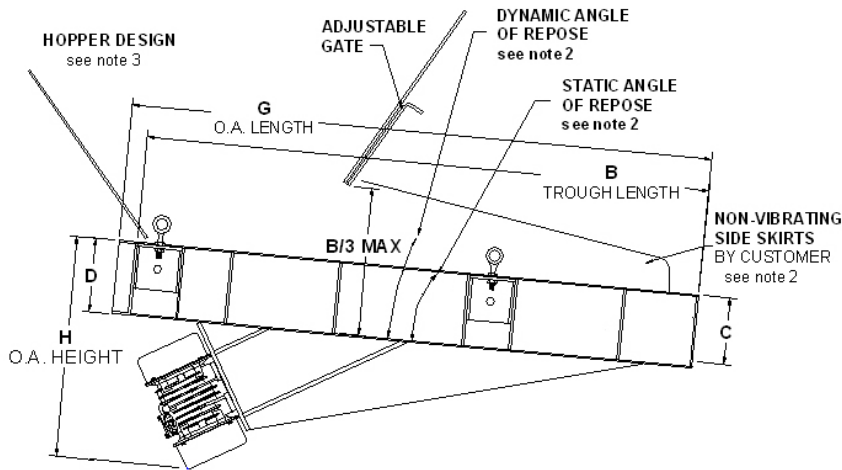 HOPPER DESIGN
see note 3
ADJUSTABLE
GATE
DYNAMIC ANGLE
OF REPOSE
see note 2
STATIC ANGLE
OF REPOSE
see note 2
G
O.A. LENGTH
B
TROUGH LENGTH
NON-VIBRATING
SIDE SKIRTS
BY CUSTOMER
see note 2
B/3 MAX
D
C
H
O.A. HEIGHT